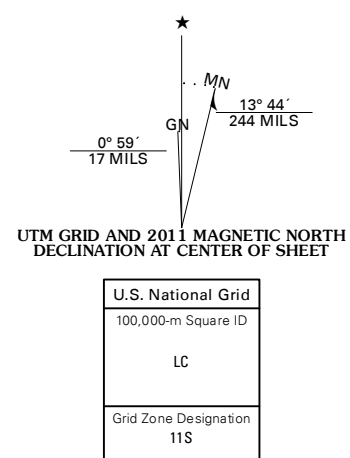 ★
MN
13° 44´
244 MILS
GN
0° 59´
17 MILS
UTM GRID AND 2011 MAGNETIC NORTH
DECLINATION AT CENTER OF SHEET
U.S. National Grid
100,000-m Square ID
LC
Grid Zone Designation
11S